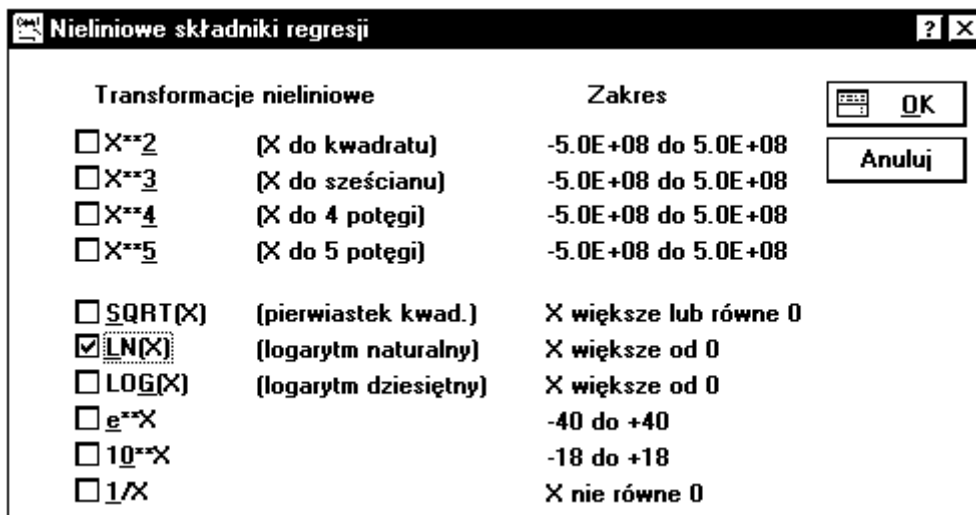 Nieliniowe składniki regresji
Transformacje nieliniowe Zakres
X**2 (X do kwadratu) -5.0E+08 do 5.0E+08
X**3 (X do sześcianu) -5.0E+08 do 5.0E+08
X**4 (X do 4 potęgi) -5.0E+08 do 5.0E+08
X**5 (X do 5 potęgi) -5.0E+08 do 5.0E+08
SQRT(X) (pierwiastek kwad.) X większe lub równe 0
LN(X) (logarytm naturalny) X większe od 0
LOG(X) (logarytm dziesiętny) X większe od 0
e**X -40 do +40
10**X -18 do +18
1/X X nie równe 0
OK
Anuluj